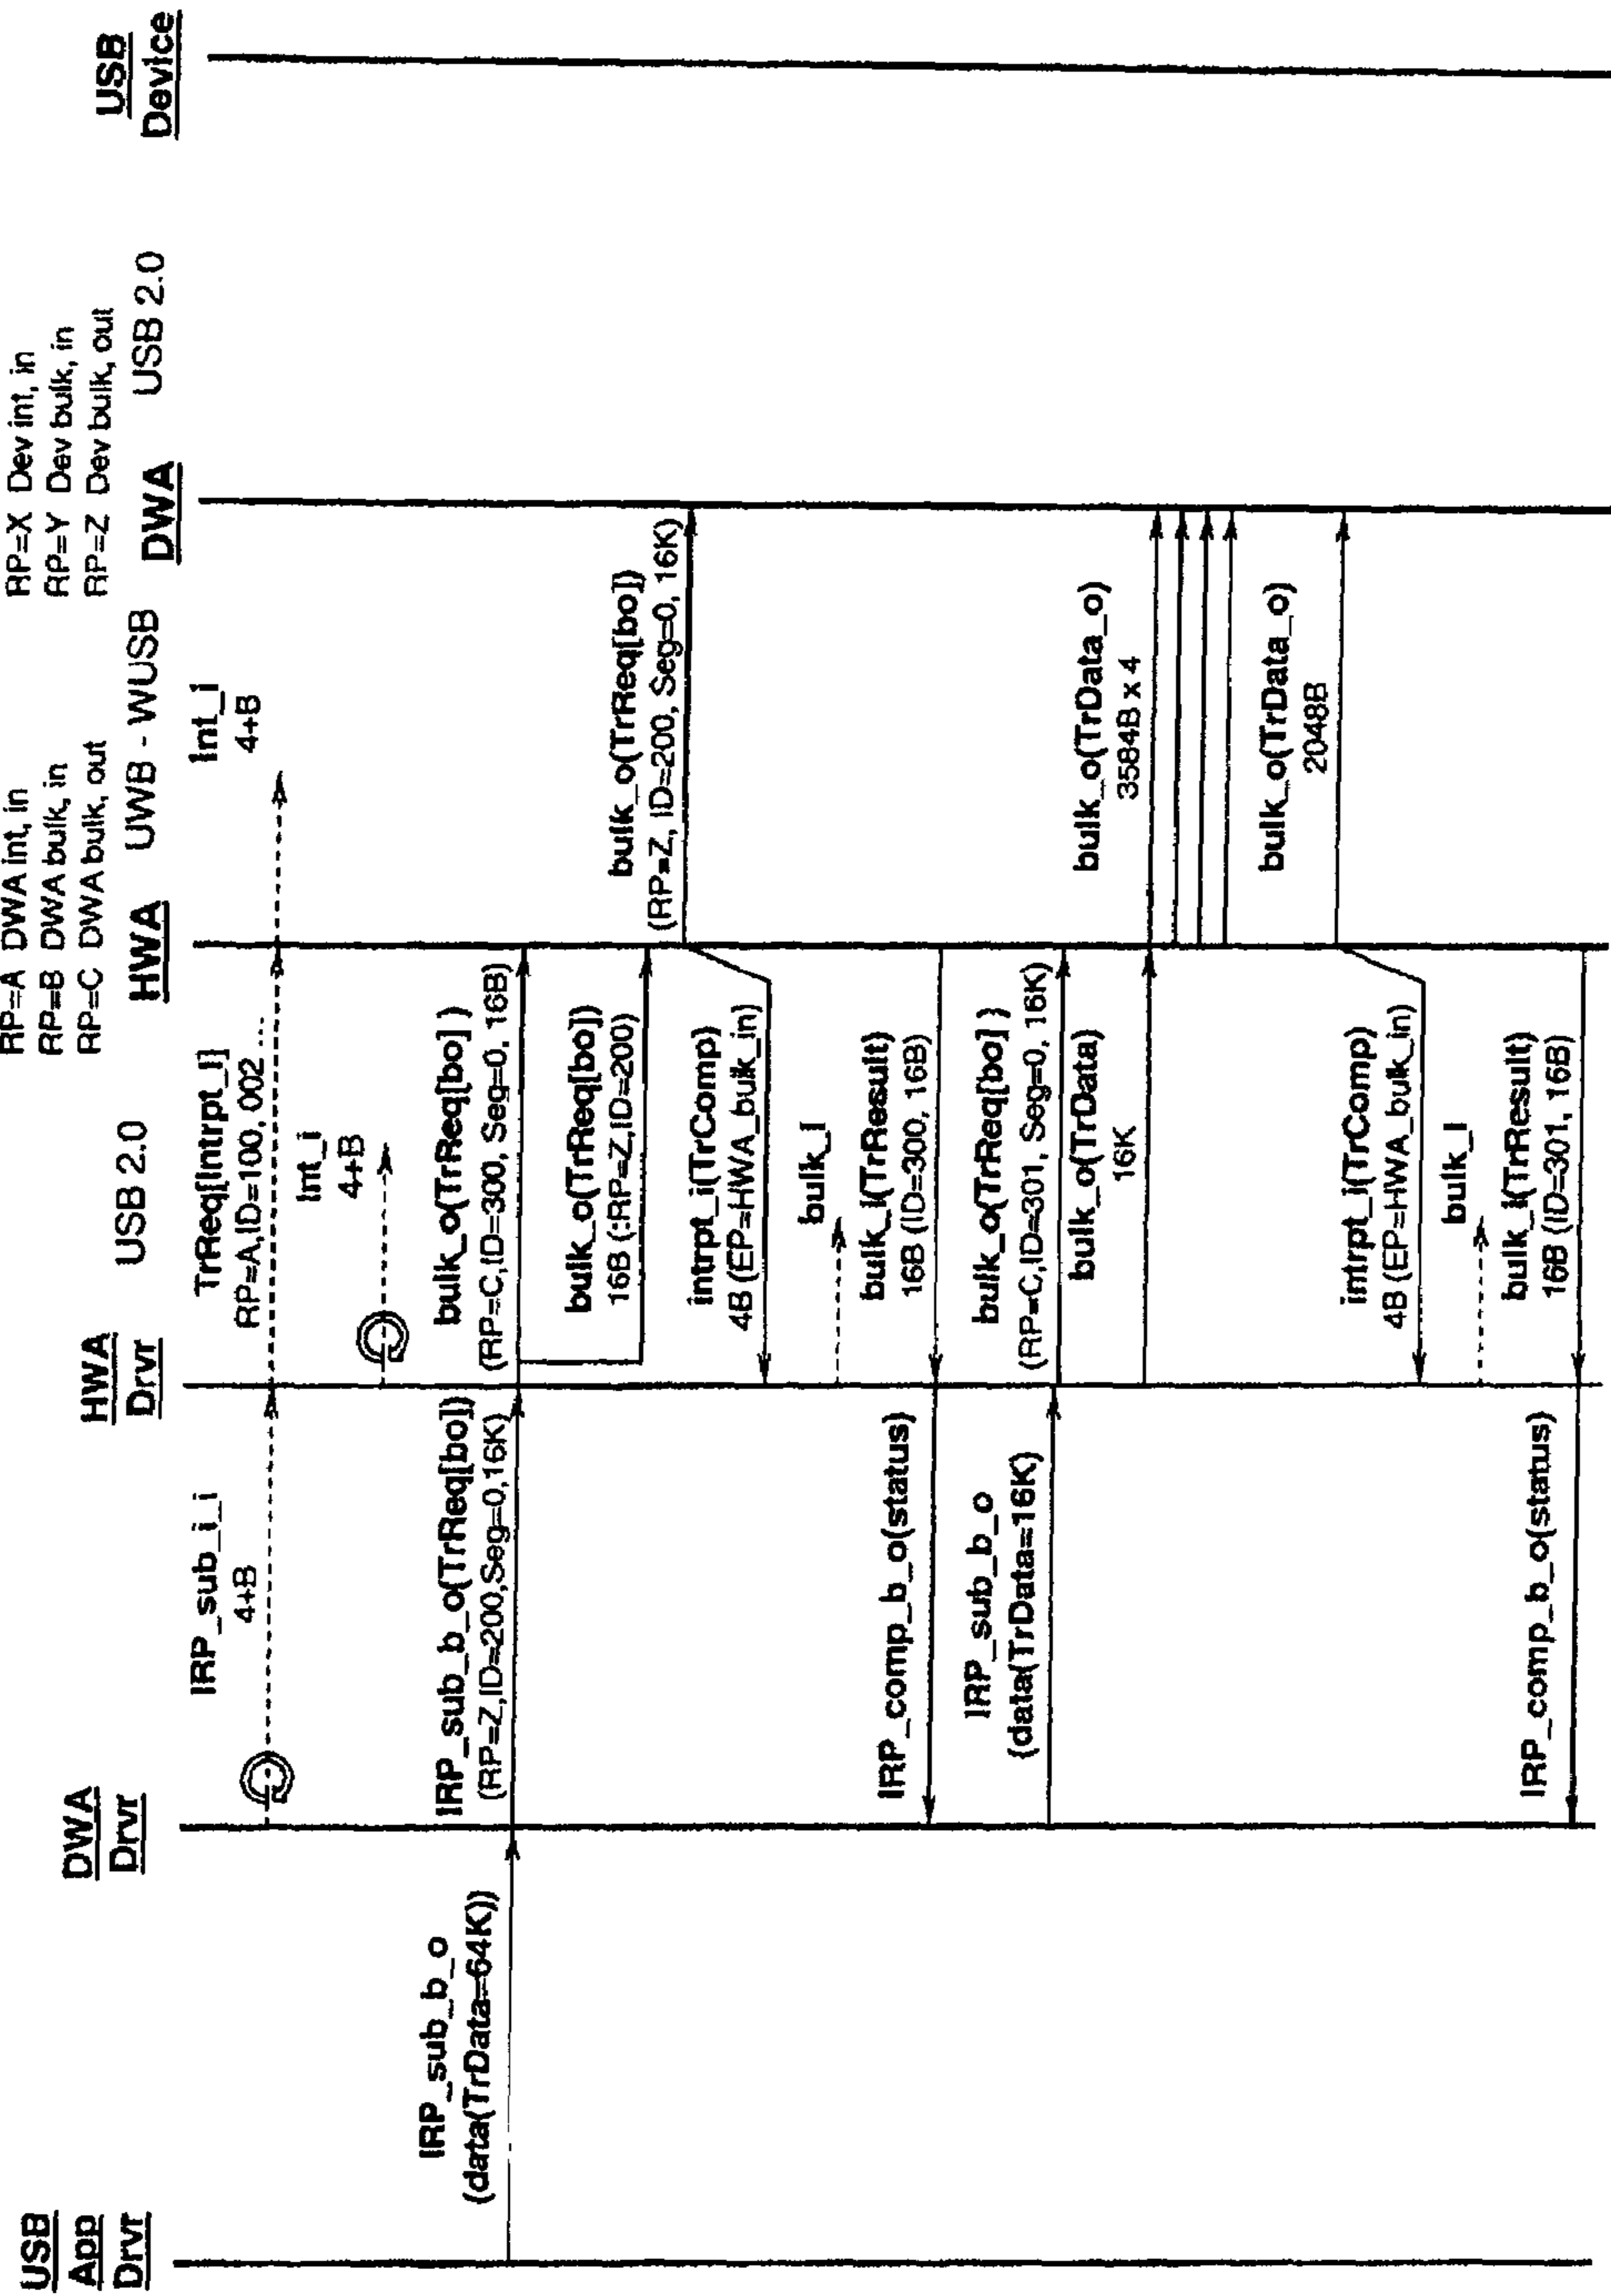 RP=A DWA int, in
RP=B DWA bulk, in
RP=C DWA bulk, out
RP=X Dev int, in
RP=Y Dev bulk, in
RP=Z Dev bulk, out
USB
App
Drvr
DWA
Drvr
HWA
Drvr
USB 2.0
HWA
UWB - WUSB
DWA
USB 2.0
USB
Device
IRP_sub_i_i
4+B
TrReq[intrpt_i]
RP=A,ID=100, 002 ...
Int_i
4+B
Int_i
4+B
IRP_sub_b_o
(data(TrData=64K))
IRP_sub_b_o(TrReq[bo])
(RP=Z,ID=200,Seg=0,16K)
bulk_o(TrReq[bo] )
(RP=C,ID=300, Seg=0, 16B)
bulk_o(TrReq[bo])
16B (:RP=Z,ID=200)
bulk_o(TrReq[bo])
(RP=Z, ID=200, Seg=0, 16K)
intrpt_i(TrComp)
4B (EP=HWA_bulk_in)
bulk_I
bulk_i(TrResult)
16B (ID=300, 16B)
IRP_comp_b_o(status)
IRP_sub_b_o
(data(TrData=16K)
bulk_o(TrReq[bo] )
(RP=C,ID=301, Seg=0, 16K)
bulk_o(TrData)
16K
bulk_o(TrData_o)
3584B x 4
bulk_o(TrData_o)
2048B
intrpt_i(TrComp)
4B (EP=HWA_bulk_in)
bulk_I
bulk_i(TrResult)
16B (ID=301, 16B)
IRP_comp_b_o(status)